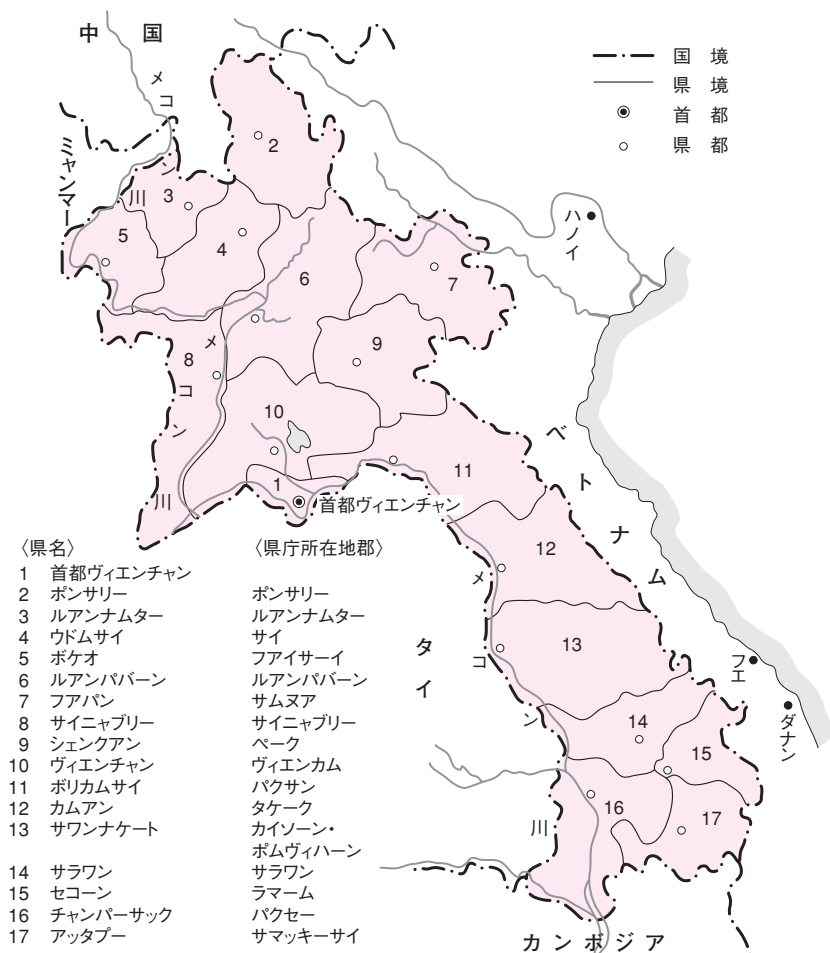 中国
メコン川
ミャンマー
国境
県境
首都
県都
2
3
4
5
6
7
8
9
10
11
1
12
13
14
15
16
17
ハノイ
メコン川
ベトナム
首都ヴィエンチャン
メコン川
タイ
フエ
ダナン
カンボジア
〈県名〉 〈県庁所在地郡〉
1 首都ヴィエンチャン
2 ポンサリー ポンサリー
3 ルアンナムター ルアンナムター
4 ウドムサイ サイ
5 ボケオ フアイサーイ
6 ルアンパバーン ルアンパバーン
7 フアパン サムヌア
8 サイニャブリー サイニャブリー
9 シェンクアン ペーク
10 ヴィエンチャン ヴィエンカム
11 ボリカムサイ パクサン
12 カムアン タケーク
13 サワンナケート カイソーン・
ポムヴィハーン
14 サラワン サラワン
15 セコーン ラマーム
16 チャンパーサック パクセー
17 アッタプー サマッキーサイ